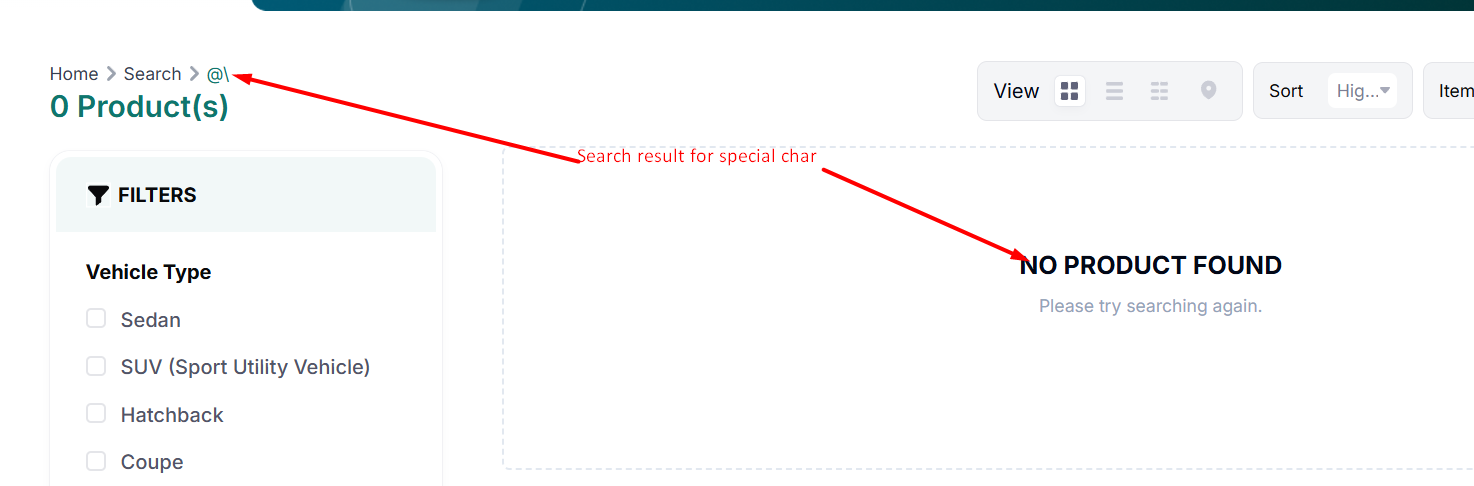 Home > Search > @\
0 Product(s)
View
Sort Hig...
Item
Search result for special char
FILTERS
NO PRODUCT FOUND
Please try searching again.
Vehicle Type
Sedan
SUV (Sport Utility Vehicle)
Hatchback
Coupe